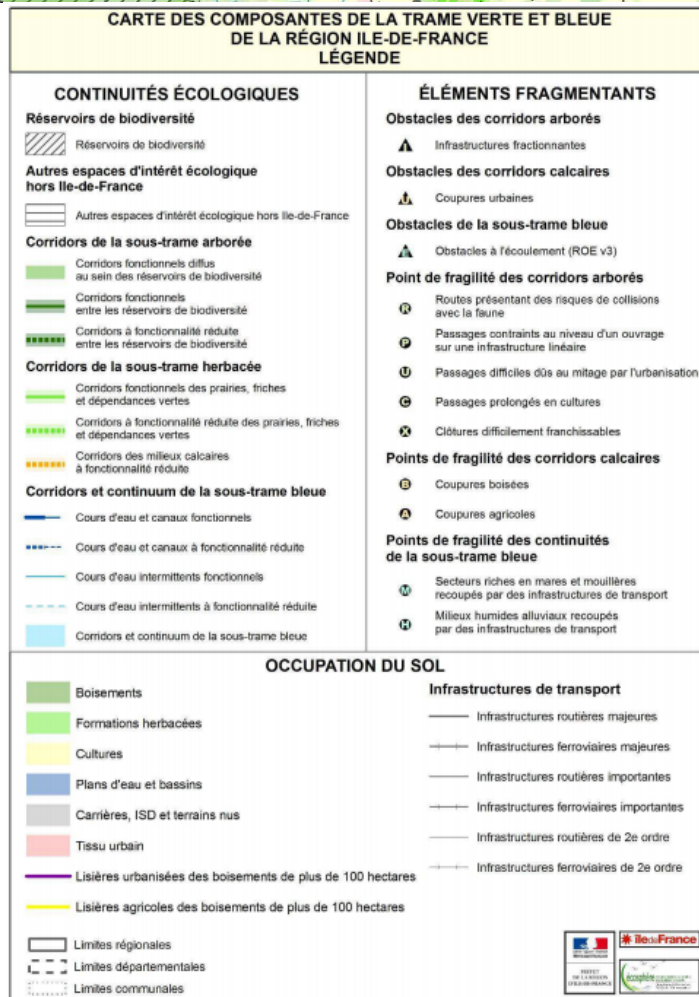 CARTE DES COMPOSANTES DE LA TRAME VERTE ET BLEUE
DE LA RÉGION ILE-DE-FRANCE
LÉGENDE
CONTINUITÉS ÉCOLOGIQUES
Réservoirs de biodiversité
Réservoirs de biodiversité
Autres espaces d'intérêt écologique
hors Ile-de-France
Autres espaces d'intérêt écologique hors Ile-de-France
Corridors de la sous-trame arborée
Corridors fonctionnels diffus
au sein des réservoirs de biodiversité
Corridors fonctionnels
entre les réservoirs de biodiversité
Corridors à fonctionnalité réduite
entre les réservoirs de biodiversité
Corridors de la sous-trame herbacée
Corridors fonctionnels des prairies, friches
et dépendances vertes
Corridors à fonctionnalité réduite des prairies, friches
et dépendances vertes
Corridors des milieux calcaires
à fonctionnalité réduite
Corridors et continuum de la sous-trame bleue
Cours d'eau et canaux fonctionnels
Cours d'eau et canaux à fonctionnalité réduite
Cours d'eau intermittents fonctionnels
Cours d'eau intermittents à fonctionnalité réduite
Corridors et continuum de la sous-trame bleue
ÉLÉMENTS FRAGMENTANTS
Obstacles des corridors arborés
Infrastructures fractionnantes
Obstacles des corridors calcaires
Coupures urbaines
Obstacles de la sous-trame bleue
Obstacles à l'écoulement (ROE v3)
Point de fragilité des corridors arborés
R Routes présentant des risques de collisions
avec la faune
P Passages contraints au niveau d'un ouvrage
sur une infrastructure linéaire
U Passages difficiles dûs au mitage par l'urbanisation
C Passages prolongés en cultures
X Clôtures difficilement franchissables
Points de fragilité des corridors calcaires
B Coupures boisées
A Coupures agricoles
Points de fragilité des continuités
de la sous-trame bleue
M Secteurs riches en mares et mouillères
recoupés par des infrastructures de transport
H Milieux humides alluviaux recoupés
par des infrastructures de transport
OCCUPATION DU SOL
Boisements
Formations herbacées
Cultures
Plans d'eau et bassins
Carrières, ISD et terrains nus
Tissu urbain
Lisières urbanisées des boisements de plus de 100 hectares
Lisières agricoles des boisements de plus de 100 hectares
Limites régionales
Limites départementales
Limites communales
Infrastructures de transport
Infrastructures routières majeures
Infrastructures ferroviaires majeures
Infrastructures routières importantes
Infrastructures ferroviaires importantes
Infrastructures routières de 2e ordre
Infrastructures ferroviaires de 2e ordre
PRÉFET
DE LA RÉGION
D'ILE-DE-FRANCE
îledeFrance
écosphère